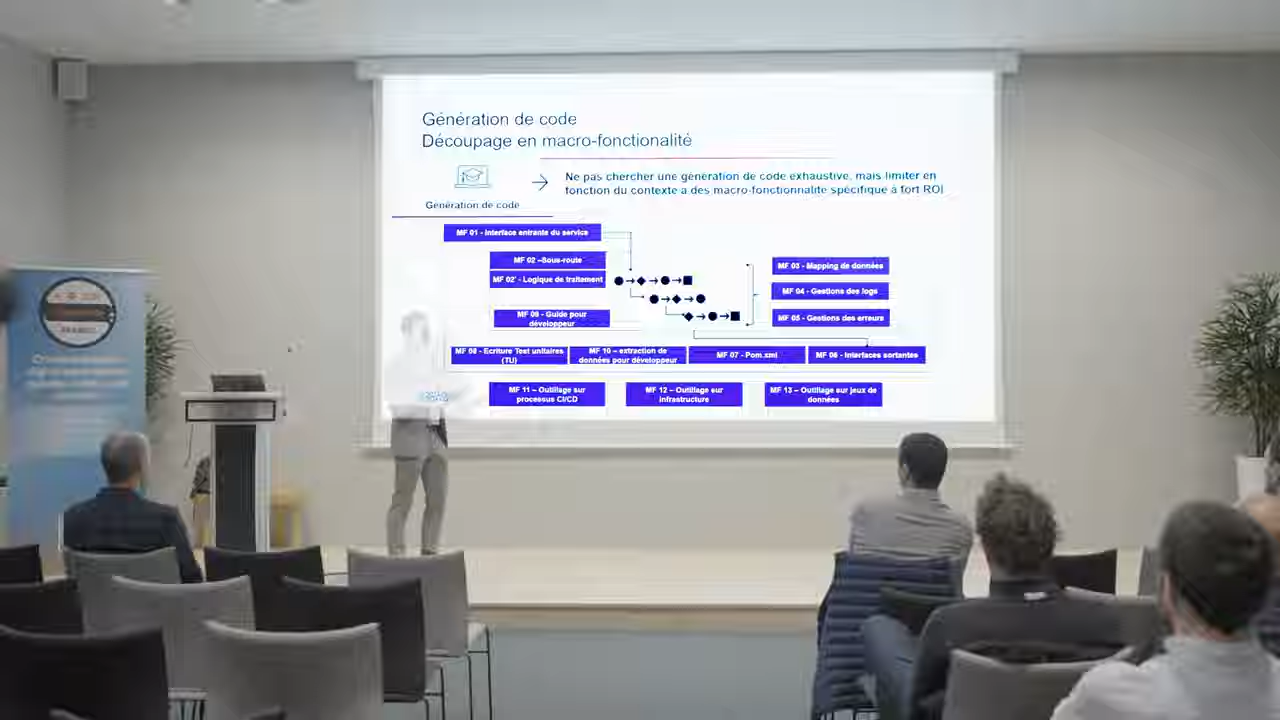 Génération de code
Découpage en macro-fonctionalité
Ne pas chercher une génération de code exhaustive, mais limiter en
fonction du contexte a des macro-fonctionnalité spécifique à fort ROI
Génération de code
MF 01 - Interface entrante du service
MF 02 –Sous-route
MF 02' - Logique de traitement
MF 03 - Mapping de données
MF 04 - Gestions des logs
MF 05 - Gestions des erreurs
MF 09 - Guide pour
développeur
MF 08 - Ecriture Test unitaires
(TU)
MF 10 – extraction de
données pour développeur
MF 07 - Pom.xml
MF 06 - Interfaces sortantes
MF 11 – Outillage sur
processus CI/CD
MF 12 – Outillage sur
infrastructure
MF 13 – Outillage sur jeux de
données